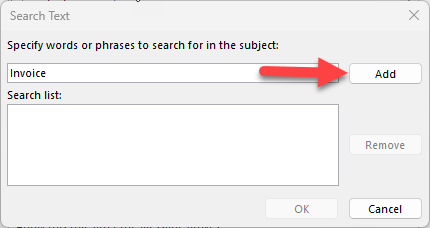 Search Text
Specify words or phrases to search for in the subject:
Invoice
Add
Search list:
Remove
OK
Cancel